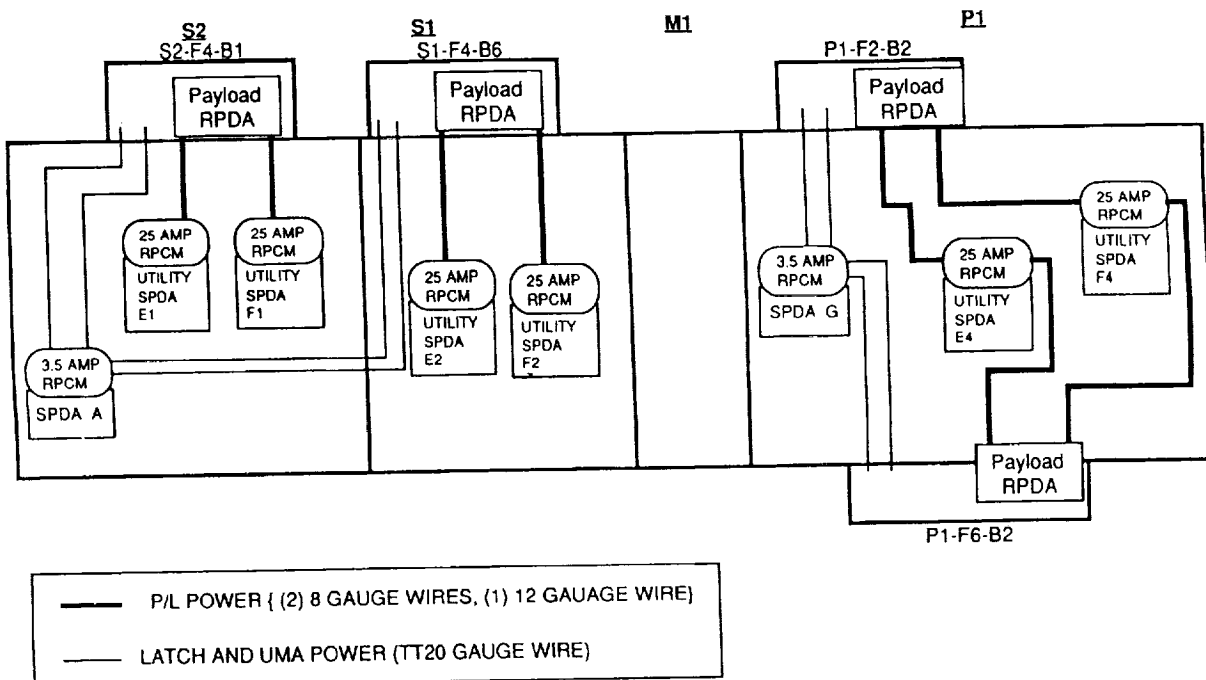 S2
S2-F4-B1
S1
S1-F4-B6
M1
P1
P1-F2-B2
Payload
RPDA
Payload
RPDA
Payload
RPDA
25 AMP
RPCM
UTILITY
SPDA
E1
25 AMP
RPCM
UTILITY
SPDA
F1
25 AMP
RPCM
UTILITY
SPDA
E2
25 AMP
RPCM
UTILITY
SPDA
F2
3.5 AMP
RPCM
SPDA G
25 AMP
RPCM
UTILITY
SPDA
E4
25 AMP
RPCM
UTILITY
SPDA
F4
3.5 AMP
RPCM
SPDA A
Payload
RPDA
P1-F6-B2
P/L POWER { (2) 8 GAUGE WIRES, (1) 12 GAUAGE WIRE}
LATCH AND UMA POWER (TT20 GAUGE WIRE)